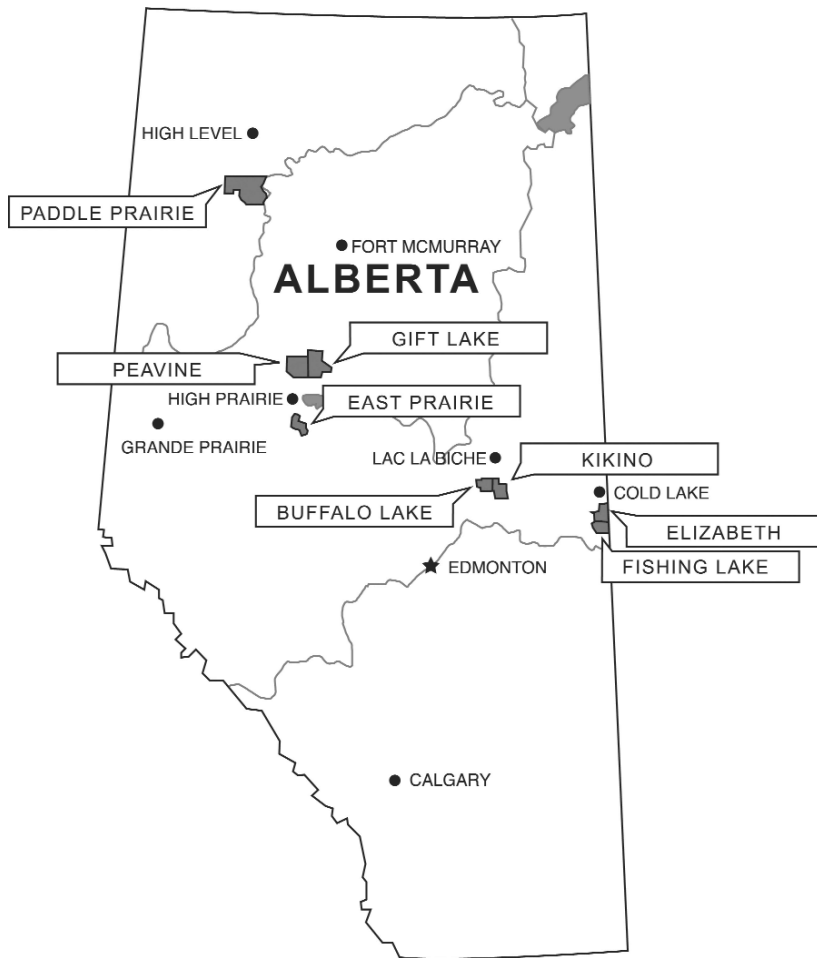 HIGH LEVEL
PADDLE PRAIRIE
FORT MCMURRAY
ALBERTA
GIFT LAKE
PEAVINE
HIGH PRAIRIE
EAST PRAIRIE
GRANDE PRAIRIE
LAC LA BICHE
KIKINO
COLD LAKE
BUFFALO LAKE
ELIZABETH
EDMONTON
FISHING LAKE
CALGARY